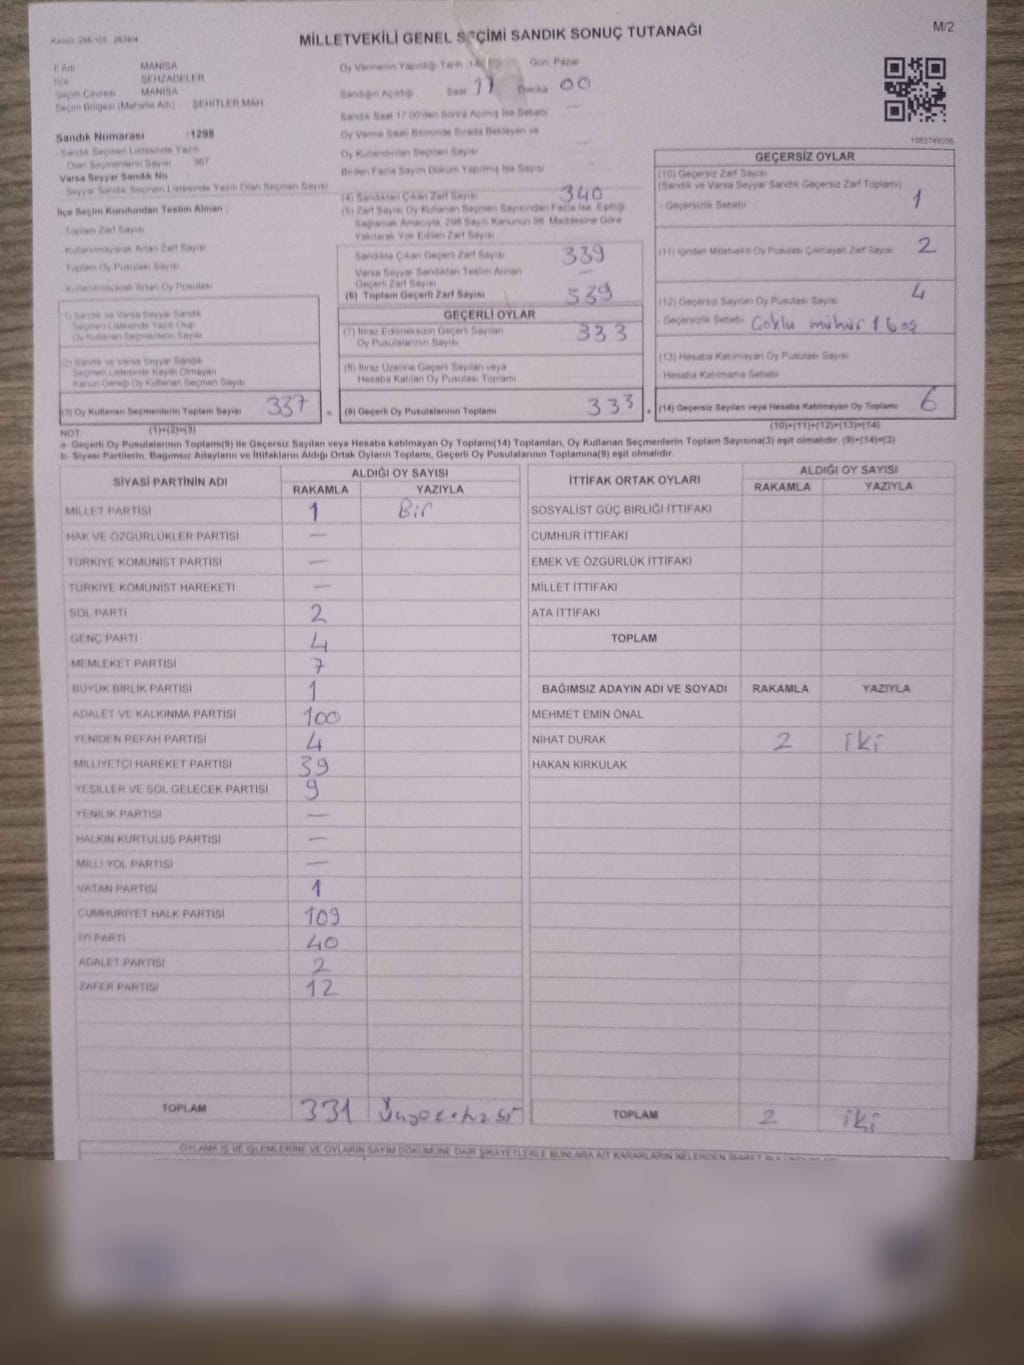 MİLLETVEKİLİ GENEL SEÇİMİ SANDIK SONUÇ TUTANAĞI
M/2
İl Adı MANİSA
İlçe ŞEHZADELER
Seçim Çevresi MANİSA
Seçim Bölgesi (Mahalle Adı) ŞEHİTLER MAH.
Sandık Numarası : 1298
Sandık Seçmen Listesinde Yazılı
Olan Seçmenlerin Sayısı 367
Varsa Seyyar Sandık No
Seyyar Sandık Seçmen Listesinde Yazılı Olan Seçmen Sayısı
İlçe Seçim Kurulundan Teslim Alınan :
- Toplam Zarf Sayısı
- Kullanılmayarak Artan Zarf Sayısı
- Toplam Oy Pusulası Sayısı
- Kullanılmayarak Artan Oy Pusulası
(1) Sandık ve Varsa Seyyar Sandık
Seçmen Listesinde Yazılı Olup
Oy Kullanan Seçmenlerin Sayısı
(2) Sandık ve Varsa Seyyar Sandık
Seçmen Listesinde Kayıtlı Olmayan
Kanun Gereği Oy Kullanan Seçmen Sayısı
(3) Oy Kullanan Seçmenlerin Toplam Sayısı 337 =
(1)+(2)=(3)
Oy Vermenin Yapıldığı Tarih 14 Gün: Pazar
Sandığın Açıldığı Saat 17 Dakika 00
Sandık Saat 17.00'den Sonra Açılmış İse Sebebi
Oy Verme Saati Bitiminde Sırada Bekleyen ve
Oy Kullandırılan Seçmen Sayısı
Birden Fazla Sayım Döküm Yapılmış İse Sayısı
(4) Sandıktan Çıkan Zarf Sayısı 340
(5) Zarf Sayısı Oy Kullanan Seçmen Sayısından Fazla İse, Eşitliği
Sağlamak Amacıyla, 298 Sayılı Kanunun 98. Maddesine Göre
Yakılarak Yok Edilen Zarf Sayısı
Sandıkta Çıkan Geçerli Zarf Sayısı 339
Varsa Seyyar Sandıktan Teslim Alınan
Geçerli Zarf Sayısı —
(6) Toplam Geçerli Zarf Sayısı 339
GEÇERLİ OYLAR
(7) İtiraz Edilmeksizin Geçerli Sayılan
Oy Pusulalarının Sayısı 333
(8) İtiraz Üzerine Geçerli Sayılan veya
Hesaba Katılan Oy Pusulası Toplamı
(9) Geçerli Oy Pusulalarının Toplamı 333 +
1083749356
GEÇERSİZ OYLAR
(10) Geçersiz Zarf Sayısı
(Sandık ve Varsa Seyyar Sandık Geçersiz Zarf Toplamı) 1
- Geçersizlik Sebebi
(11) İçinden Milletvekili Oy Pusulası Çıkmayan Zarf Sayısı 2
(12) Geçersiz Sayılan Oy Pusulası Sayısı 4
- Geçersizlik Sebebi Çoklu mühür 1 boş
(13) Hesaba Katılmayan Oy Pusulası Sayısı
- Hesaba Katılmama Sebebi
(14) Geçersiz Sayılan veya Hesaba Katılmayan Oy Toplamı 6
(10)+(11)+(12)+(13)=(14)
NOT:
a- Geçerli Oy Pusulalarının Toplamı(9) ile Geçersiz Sayılan veya Hesaba katılmayan Oy Toplamı(14) Toplamları, Oy Kullanan Seçmenlerin Toplam Sayısına(3) eşit olmalıdır. (9)+(14)=(3)
b- Siyasi Partilerin, Bağımsız Adayların ve İttifakların Aldığı Ortak Oyların Toplamı, Geçerli Oy Pusulalarının Toplamına(9) eşit olmalıdır.
SİYASİ PARTİNİN ADI ALDIĞI OY SAYISI
RAKAMLA YAZIYLA
MİLLET PARTİSİ 1 Bir
HAK VE ÖZGÜRLÜKLER PARTİSİ —
TÜRKİYE KOMÜNİST PARTİSİ —
TÜRKİYE KOMÜNİST HAREKETİ —
SOL PARTİ 2
GENÇ PARTİ 4
MEMLEKET PARTİSİ 7
BÜYÜK BİRLİK PARTİSİ 1
ADALET VE KALKINMA PARTİSİ 100
YENİDEN REFAH PARTİSİ 4
MİLLİYETÇİ HAREKET PARTİSİ 39
YEŞİLLER VE SOL GELECEK PARTİSİ 9
YENİLİK PARTİSİ —
HALKIN KURTULUŞ PARTİSİ —
MİLLİ YOL PARTİSİ —
VATAN PARTİSİ 1
CUMHURİYET HALK PARTİSİ 109
İYİ PARTİ 40
ADALET PARTİSİ 2
ZAFER PARTİSİ 12
TOPLAM 331
İTTİFAK ORTAK OYLARI ALDIĞI OY SAYISI
RAKAMLA YAZIYLA
SOSYALİST GÜÇ BİRLİĞİ İTTİFAKI
CUMHUR İTTİFAKI
EMEK VE ÖZGÜRLÜK İTTİFAKI
MİLLET İTTİFAKI
ATA İTTİFAKI
TOPLAM
BAĞIMSIZ ADAYIN ADI VE SOYADI RAKAMLA YAZIYLA
MEHMET EMİN ÖNAL
NİHAT DURAK 2 iki
HAKAN KIRKULAK
TOPLAM 2 iki
OYLAMA İŞ VE İŞLEMLERİNE VE OYLARIN SAYIM DÖKÜMÜNE DAİR ŞİKAYETLERLE BUNLARA AİT KARARLARIN NELERDEN İBARET